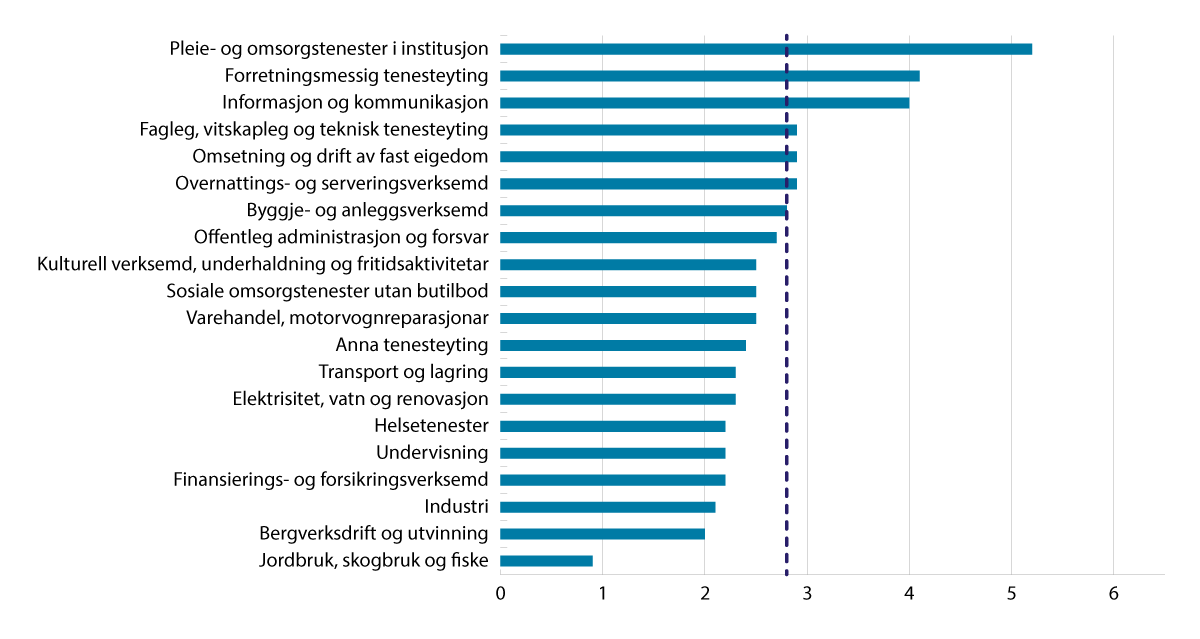 Pleie- og omsorgstenester i institusjon
Forretningsmessig tenesteyting
Informasjon og kommunikasjon
Fagleg, vitskapleg og teknisk tenesteyting
Omsetning og drift av fast eigedom
Overnattings- og serveringsverksemd
Byggje- og anleggsverksemd
Offentleg administrasjon og forsvar
Kulturell verksemd, underhaldning og fritidsaktivitetar
Sosiale omsorgstenester utan butilbod
Varehandel, motorvognreparasjonar
Anna tenesteyting
Transport og lagring
Elektrisitet, vatn og renovasjon
Helsetenester
Undervisning
Finansierings- og forsikringsverksemd
Industri
Bergverksdrift og utvinning
Jordbruk, skogbruk og fiske
0 1 2 3 4 5 6